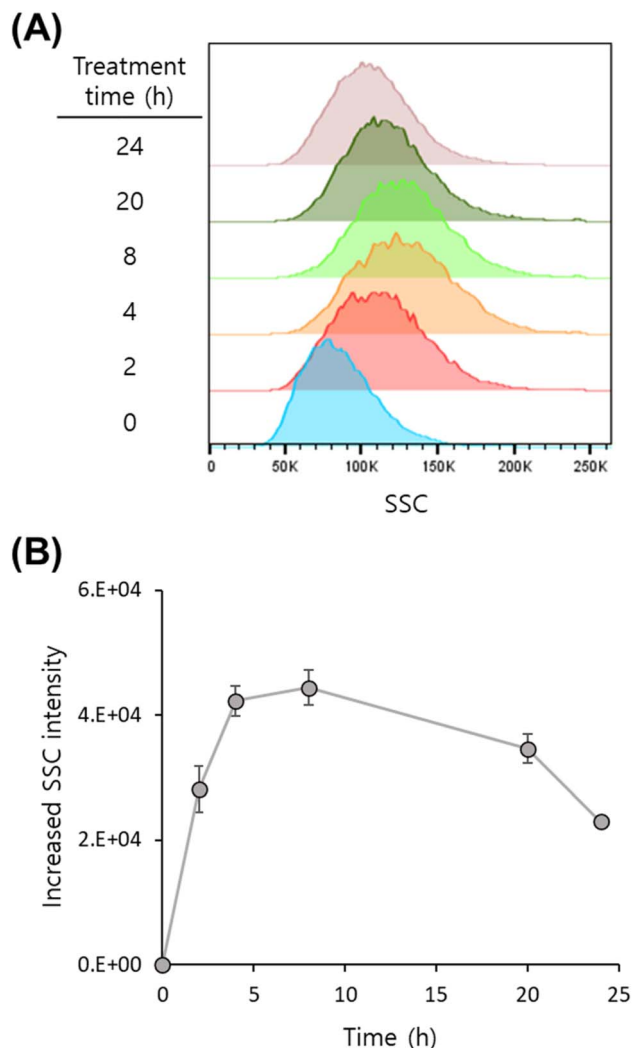 (A)
Treatment
time (h)
24
20
8
4
2
0
0 50K 100K 150K 200K 250K
SSC
(B)
6.E+04
4.E+04
2.E+04
0.E+00
Increased SSC intensity
0 5 10 15 20 25
Time (h)